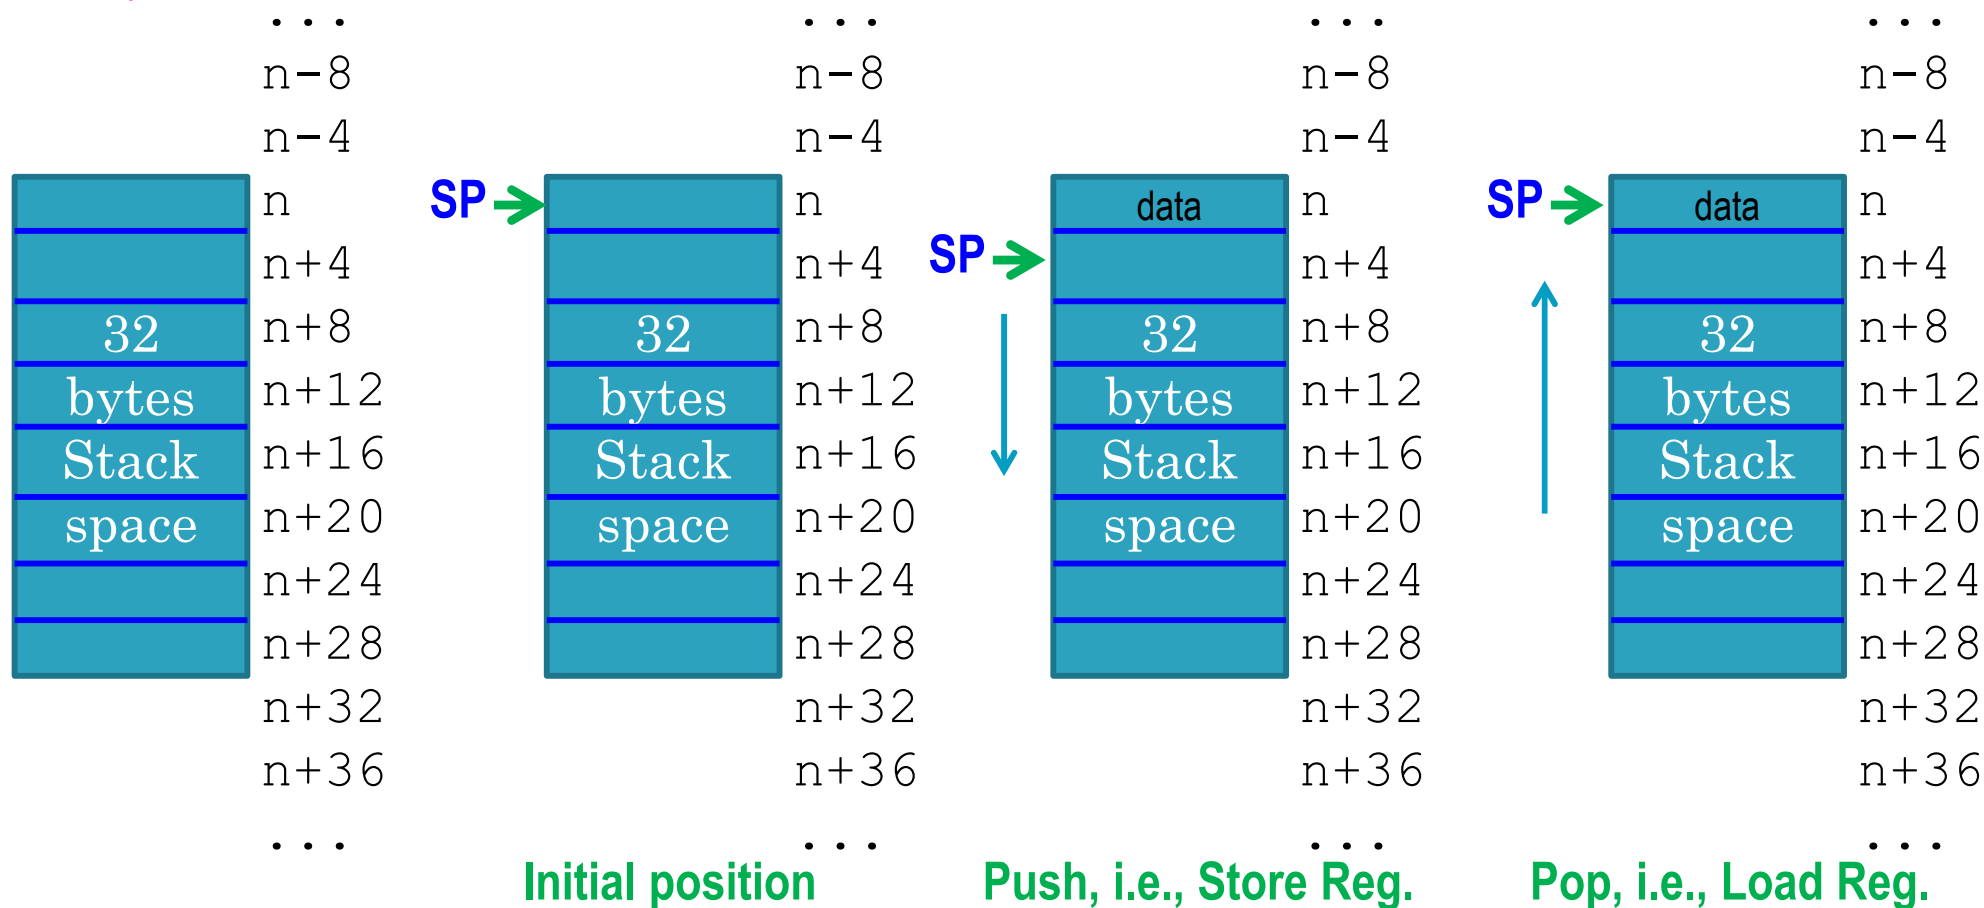 ... ... ... ...
n-8 n-8 n-8 n-8
n-4 n-4 n-4 n-4
n SP n data n SP data n
n+4 n+4 SP n+4 n+4
32 n+8 32 n+8 32 n+8 32 n+8
bytes n+12 bytes n+12 bytes n+12 bytes n+12
Stack n+16 Stack n+16 Stack n+16 Stack n+16
space n+20 space n+20 space n+20 space n+20
n+24 n+24 n+24 n+24
n+28 n+28 n+28 n+28
n+32 n+32 n+32 n+32
n+36 n+36 n+36 n+36
... ... ... ...
Initial position Push, i.e., Store Reg. Pop, i.e., Load Reg.